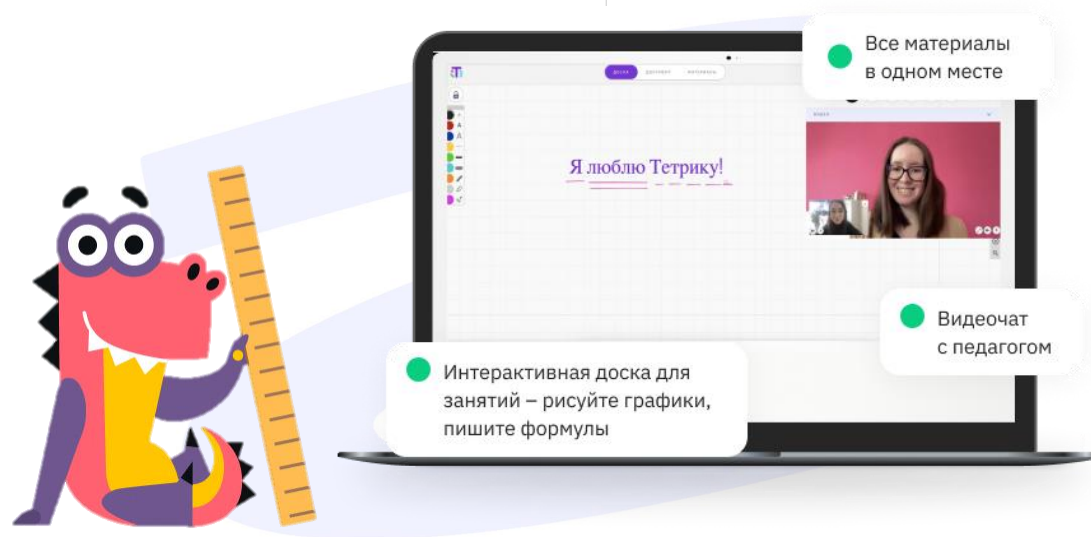 Все материалы
в одном месте
Я люблю Тетрику!
Видеочат
с педагогом
Интерактивная доска для
занятий – рисуйте графики,
пишите формулы